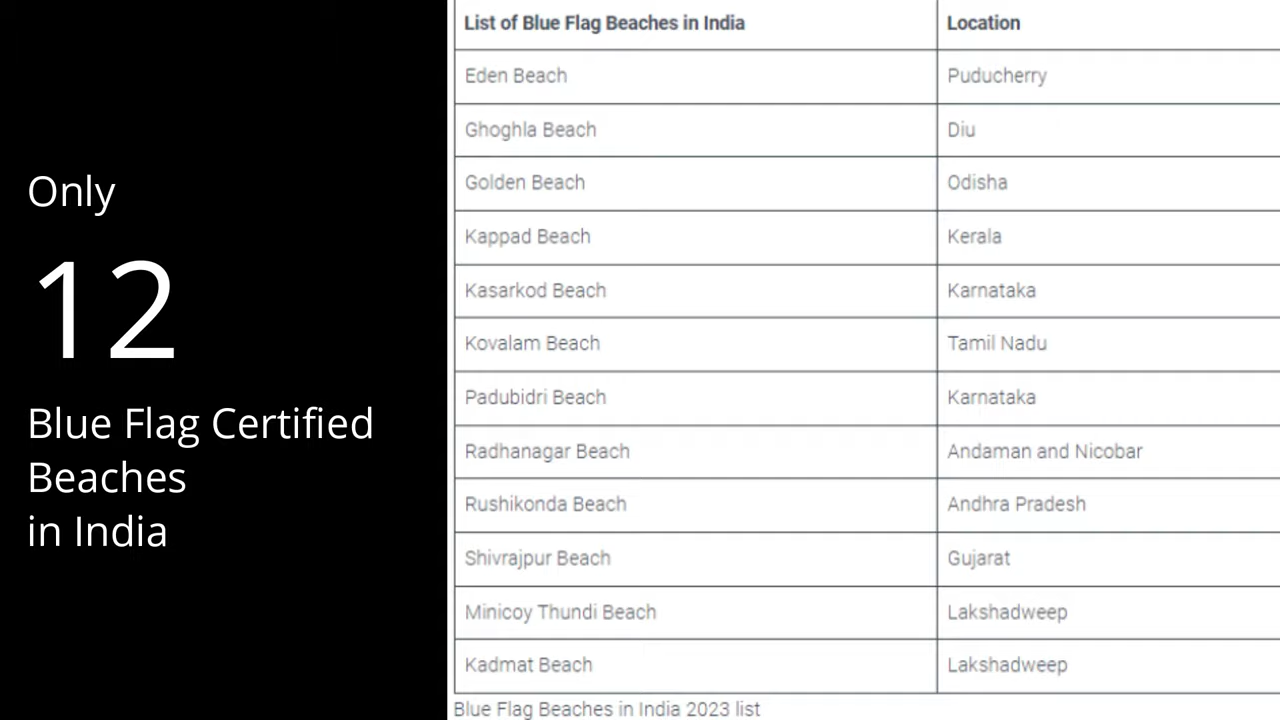 Only
12
Blue Flag Certified
Beaches
in India
List of Blue Flag Beaches in India Location
Eden Beach Puducherry
Ghoghla Beach Diu
Golden Beach Odisha
Kappad Beach Kerala
Kasarkod Beach Karnataka
Kovalam Beach Tamil Nadu
Padubidri Beach Karnataka
Radhanagar Beach Andaman and Nicobar
Rushikonda Beach Andhra Pradesh
Shivrajpur Beach Gujarat
Minicoy Thundi Beach Lakshadweep
Kadmat Beach Lakshadweep
Blue Flag Beaches in India 2023 list